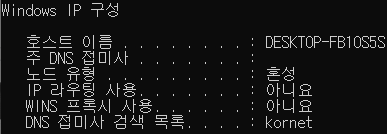 Windows IP 구성
호스트 이름 . . . . . . . . : DESKTOP-FB10S5S
주 DNS 접미사 . . . . . . . :
노드 유형 . . . . . . . . . : 혼성
IP 라우팅 사용. . . . . . . : 아니요
WINS 프록시 사용. . . . . . : 아니요
DNS 접미사 검색 목록. . . . : kornet